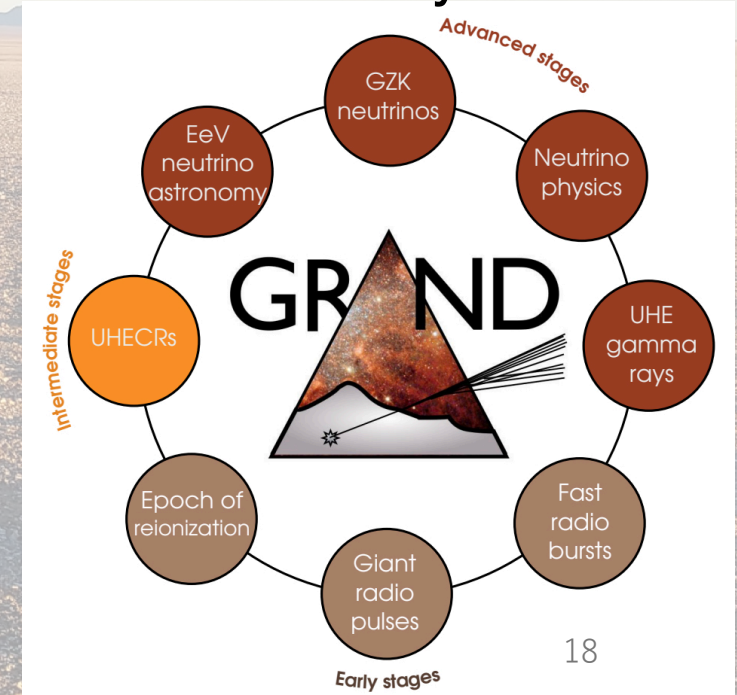 Advanced stages
GZK
neutrinos
EeV
neutrino
astronomy
Neutrino
physics
Intermediate stages
GRAND
UHECRs
UHE
gamma
rays
Epoch of
reionization
Fast
radio
bursts
Giant
radio
pulses
18
Early stages